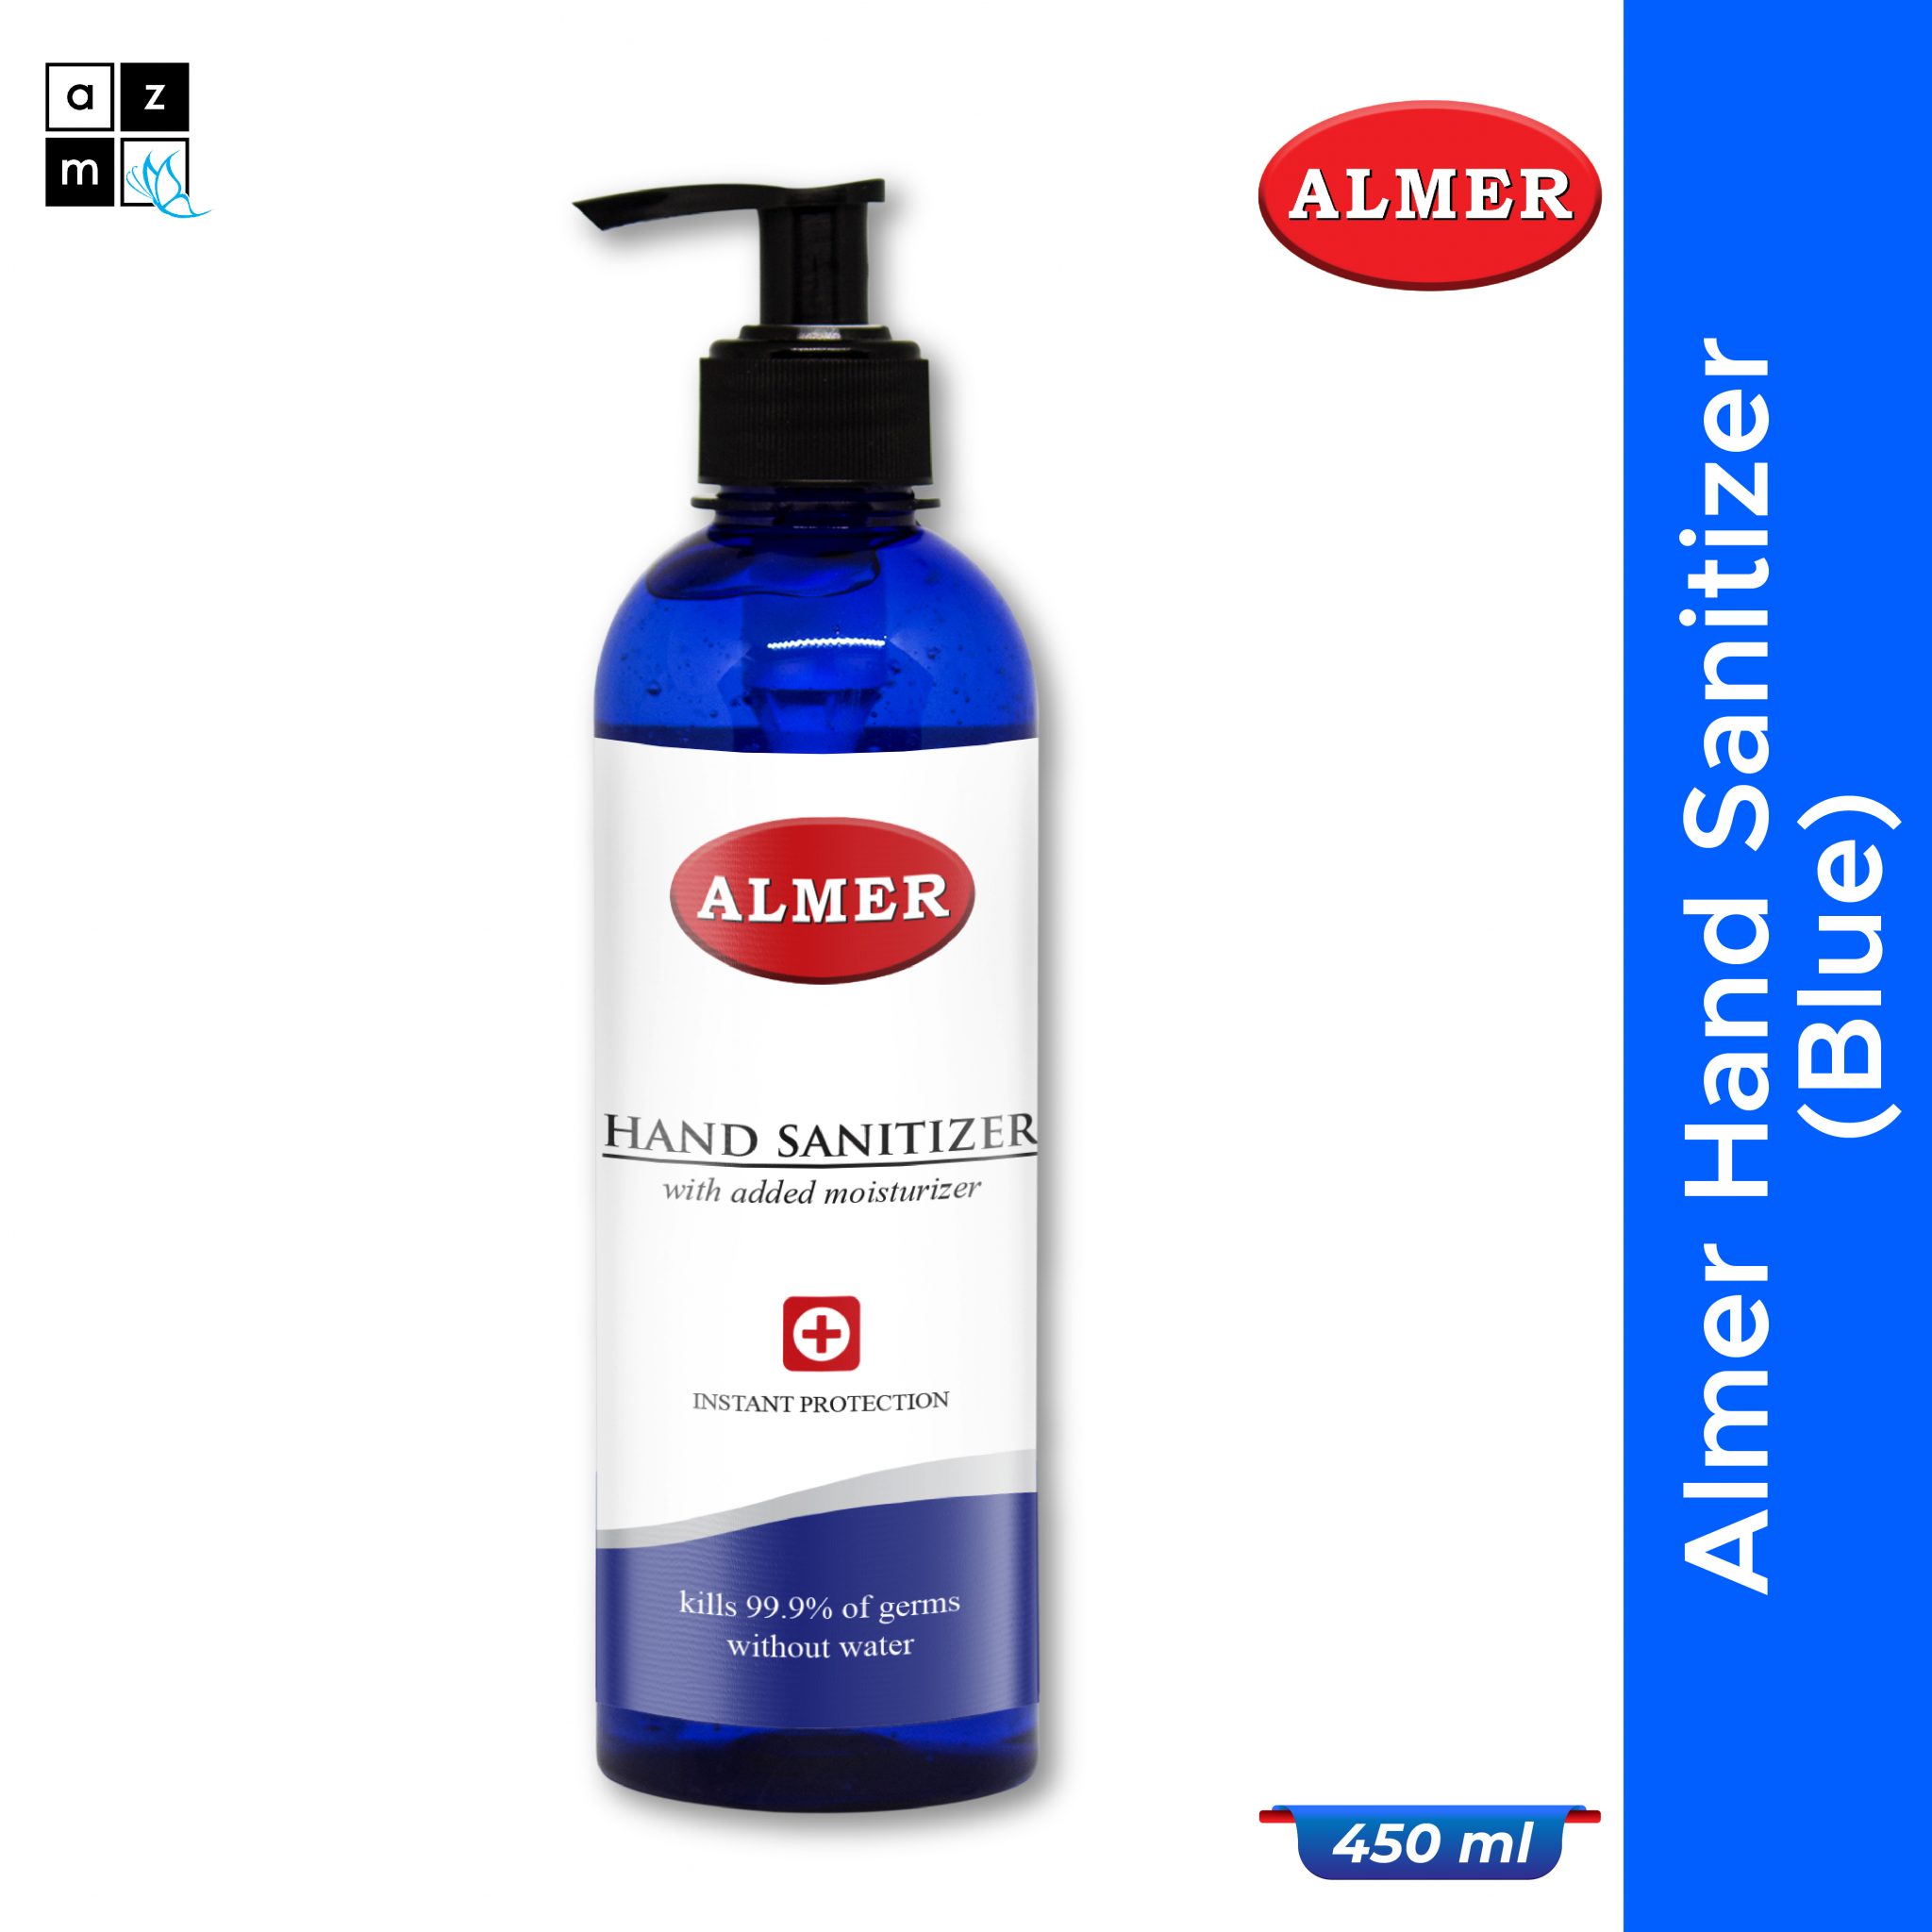 a z
m
ALMER
ALMER
HAND SANITIZER
with added moisturizer
INSTANT PROTECTION
kills 99.9% of germs
without water
450 ml
Almer Hand Sanitizer
(Blue)